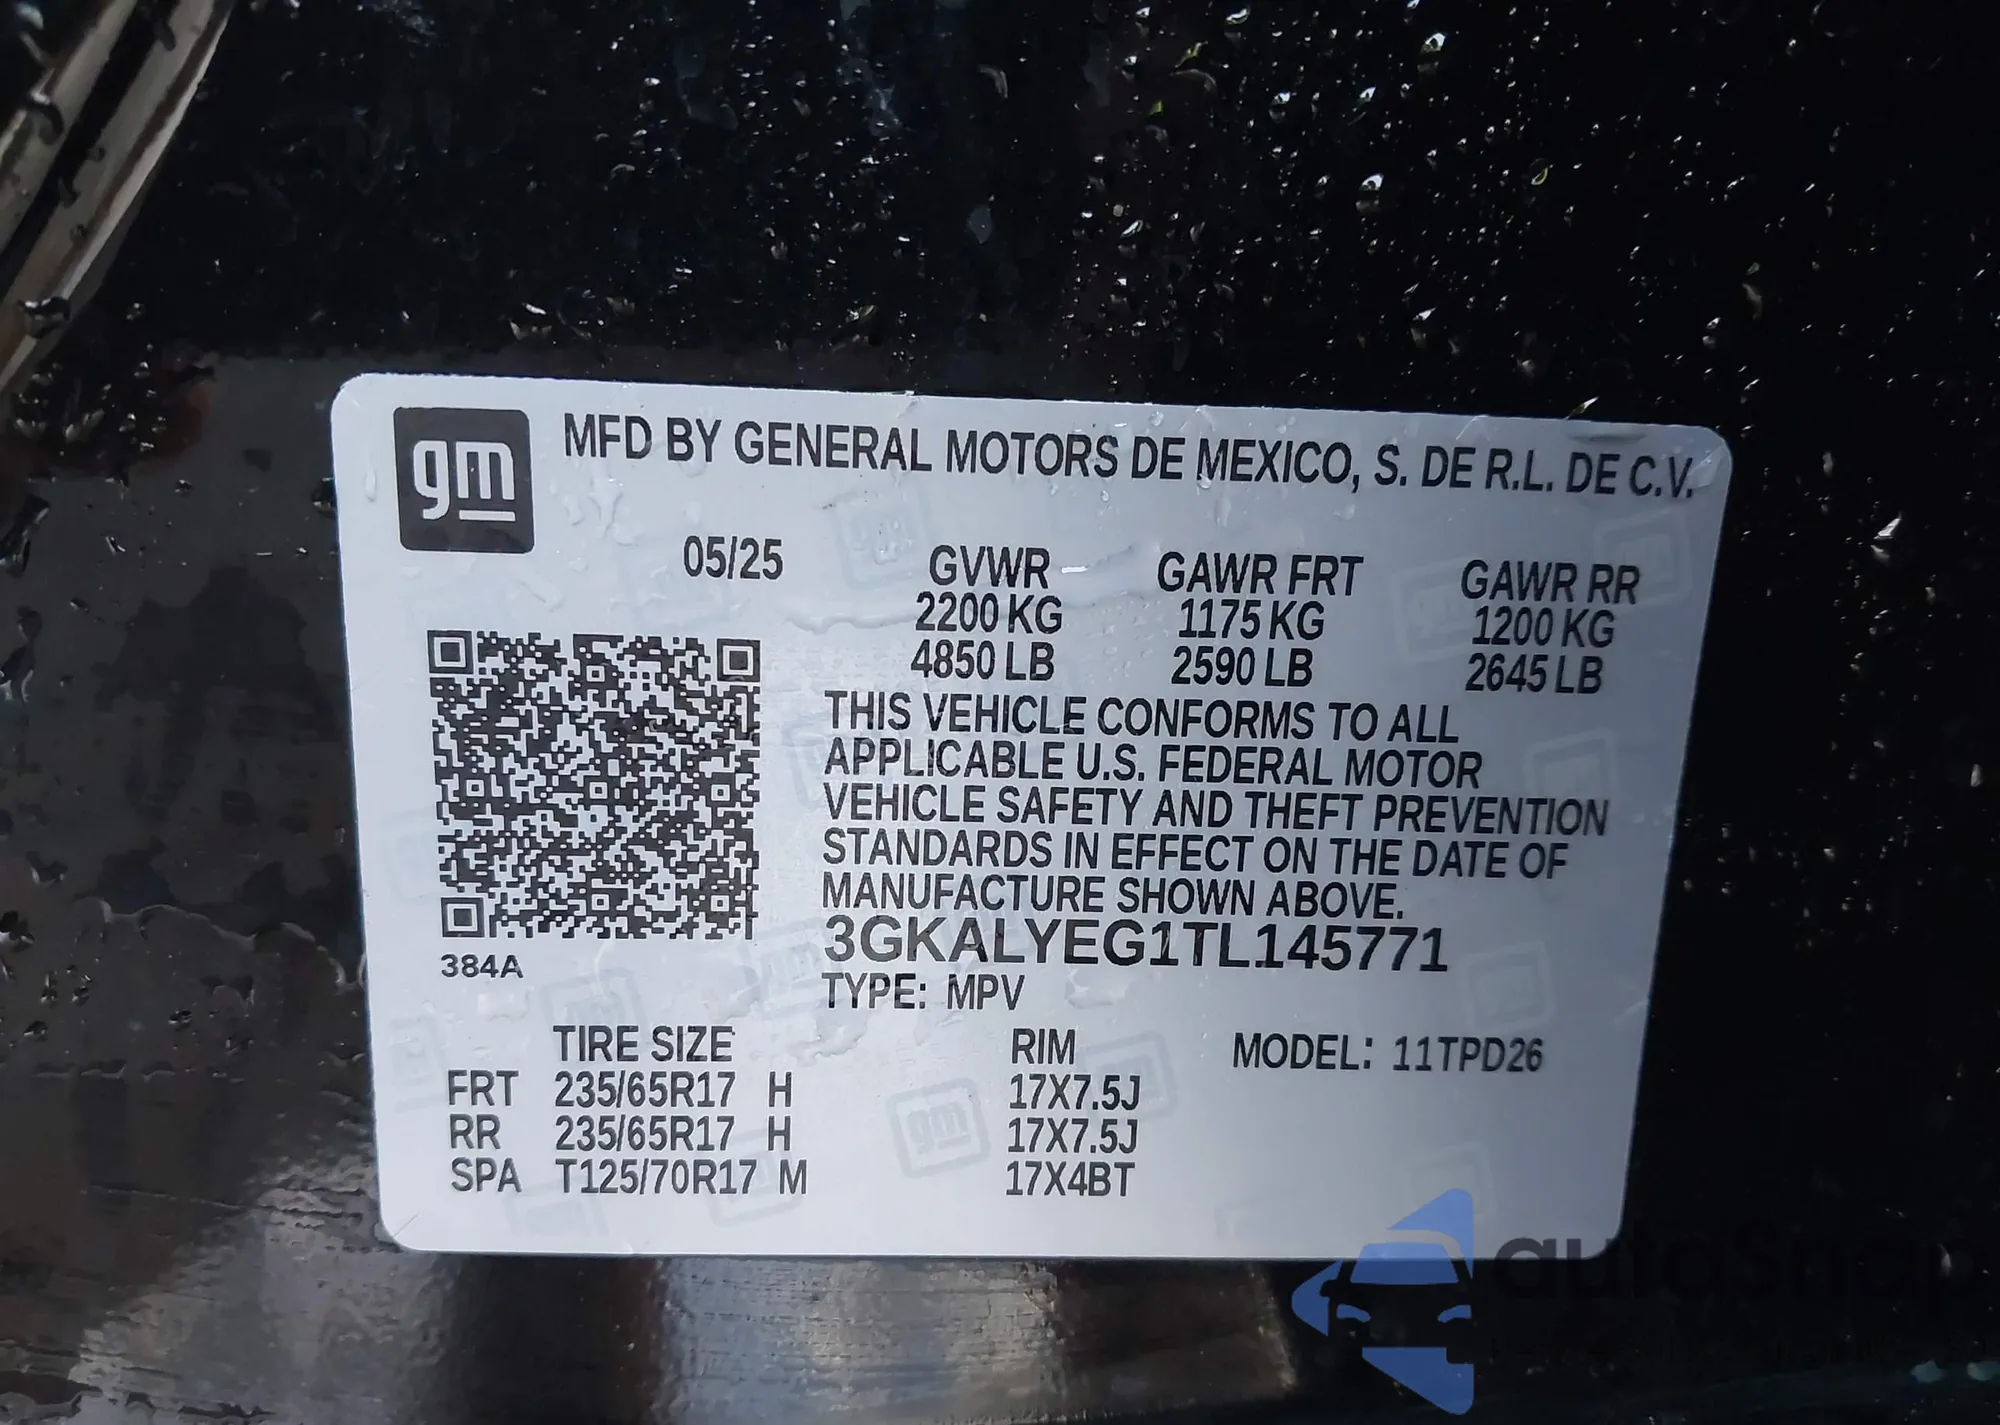 gm
MFD BY GENERAL MOTORS DE MEXICO, S. DE R.L. DE C.V.
05/25
GVWR GAWR FRT GAWR RR
2200 KG 1175 KG 1200 KG
4850 LB 2590 LB 2645 LB
THIS VEHICLE CONFORMS TO ALL
APPLICABLE U.S. FEDERAL MOTOR
VEHICLE SAFETY AND THEFT PREVENTION
STANDARDS IN EFFECT ON THE DATE OF
MANUFACTURE SHOWN ABOVE.
3GKALYEG1TL145771
384A
TYPE: MPV
TIRE SIZE RIM MODEL: 11TPD26
FRT 235/65R17 H 17X7.5J
RR 235/65R17 H 17X7.5J
SPA T125/70R17 M 17X4BT
autoSnap